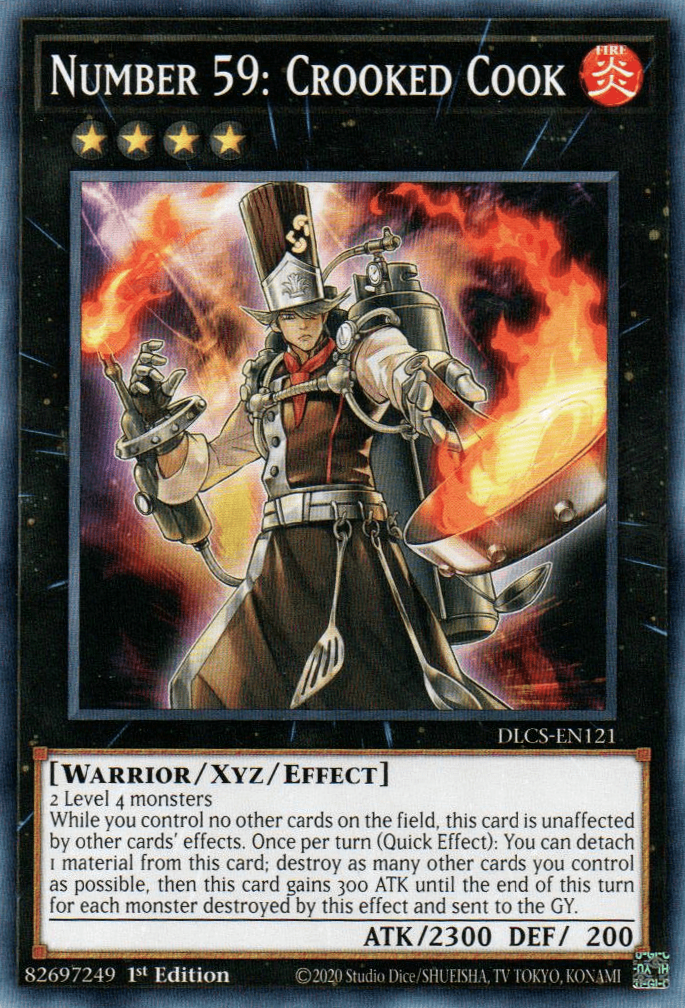 NUMBER 59: CROOKED COOK
FIRE
炎
59
DLCS-EN121
[WARRIOR/XYZ/EFFECT]
2 Level 4 monsters
While you control no other cards on the field, this card is unaffected
by other cards' effects. Once per turn (Quick Effect): You can detach
1 material from this card; destroy as many other cards you control
as possible, then this card gains 300 ATK until the end of this turn
for each monster destroyed by this effect and sent to the GY.
ATK/2300 DEF/ 200
82697249 1st Edition ©2020 Studio Dice/SHUEISHA, TV TOKYO, KONAMI